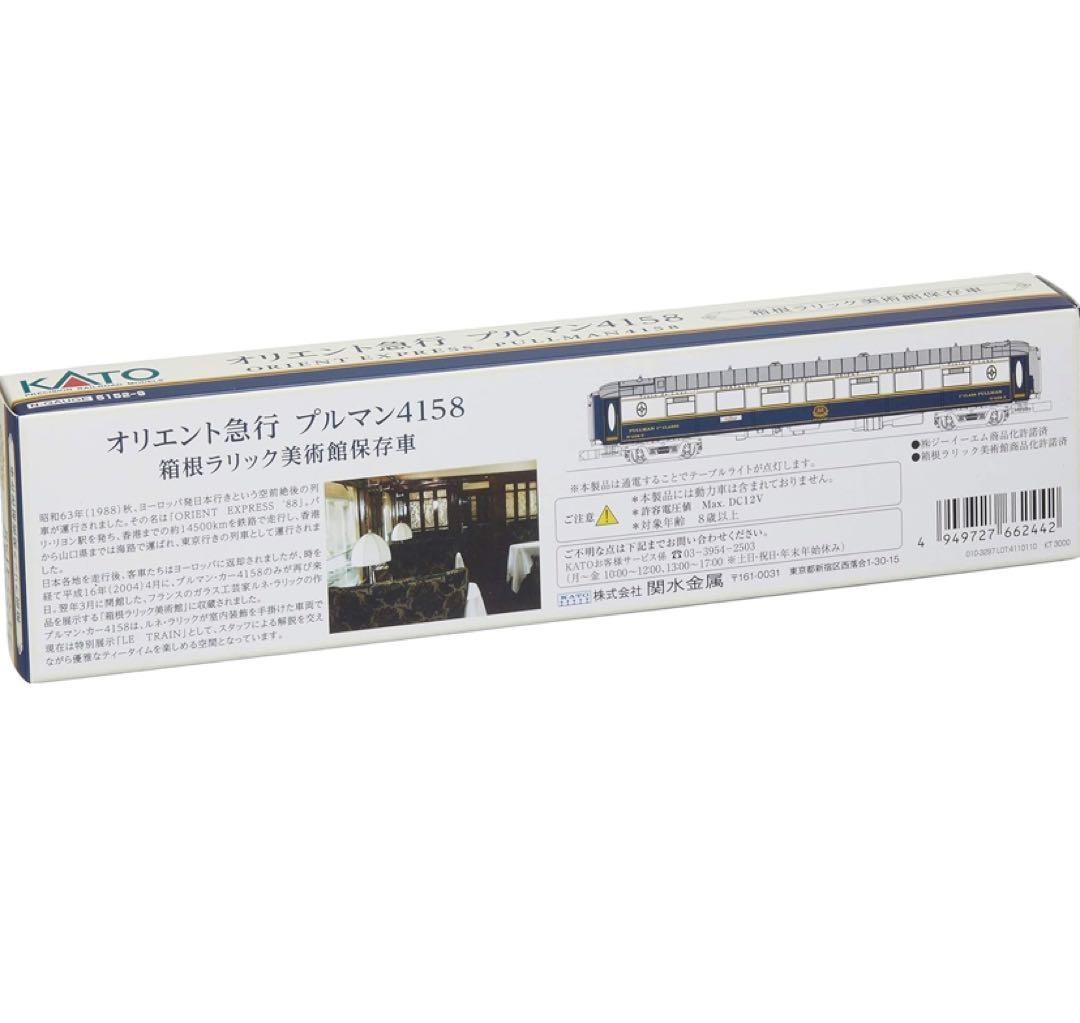 オリエント急行 プルマン4158
ORIENT EXPRESS PULLMAN4158
箱根ラリック美術館保存車
KATO
PRECISION RAILROAD MODELS
N-GAUGE 5152-9
オリエント急行 プルマン4158
箱根ラリック美術館保存車
昭和63年(1988)秋、ヨーロッパ発日本行きという空前絶後の列
車が運行されました。その名は「ORIENT EXPRESS '88」。パ
リ・リヨン駅を発ち、香港までの約14500kmを鉄路で走行し、香港
から山口県までは海路で運ばれ、東京行きの列車として運行されま
した。
日本各地を走行後、客車たちはヨーロッパに返却されましたが、時を
経て平成16年(2004)4月に、プルマン・カー4158のみが再び来
日。翌年3月に開館した、フランスのガラス工芸家ルネ・ラリックの作
品を展示する「箱根ラリック美術館」に収蔵されました。
プルマン・カー4158は、ルネ・ラリックが室内装飾を手掛けた車両で
現在は特別展示「LE TRAIN」として、スタッフによる解説を交え
ながら優雅なティータイムを楽しめる空間となっています。
PULLMAN 1ère CLASSE
※本製品は通電することでテーブルライトが点灯します。
ご注意
＊本製品には動力車は含まれておりません。
＊許容電圧値 Max. DC12V
＊対象年齢 8歳以上
ご不明な点は下記までお問い合わせください。
KATOお客様サービス係 ☎03-3954-2503
(月～金 10:00～12:00、13:00～17:00 ※土日・祝日・年末年始休み)
KATO 株式会社 関水金属 〒161-0031 東京都新宿区西落合1-30-15
●㈱ジーイーエム商品化許諾済
●箱根ラリック美術館商品化許諾済
4 949727 662442
010-3297 LOT4110110 KT 3000